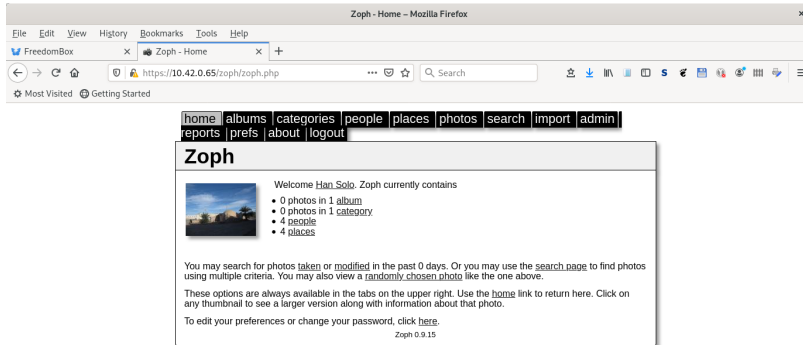 Zoph - Home – Mozilla Firefox
File Edit View History Bookmarks Tools Help
FreedomBox
Zoph - Home
https://10.42.0.65/zoph/zoph.php
Search
Most Visited Getting Started
home albums categories people places photos search import admin
reports prefs about logout
Zoph
Welcome Han Solo. Zoph currently contains
0 photos in 1 album
0 photos in 1 category
4 people
4 places
You may search for photos taken or modified in the past 0 days. Or you may use the search page to find photos
using multiple criteria. You may also view a randomly chosen photo like the one above.
These options are always available in the tabs on the upper right. Use the home link to return here. Click on
any thumbnail to see a larger version along with information about that photo.
To edit your preferences or change your password, click here.
Zoph 0.9.15